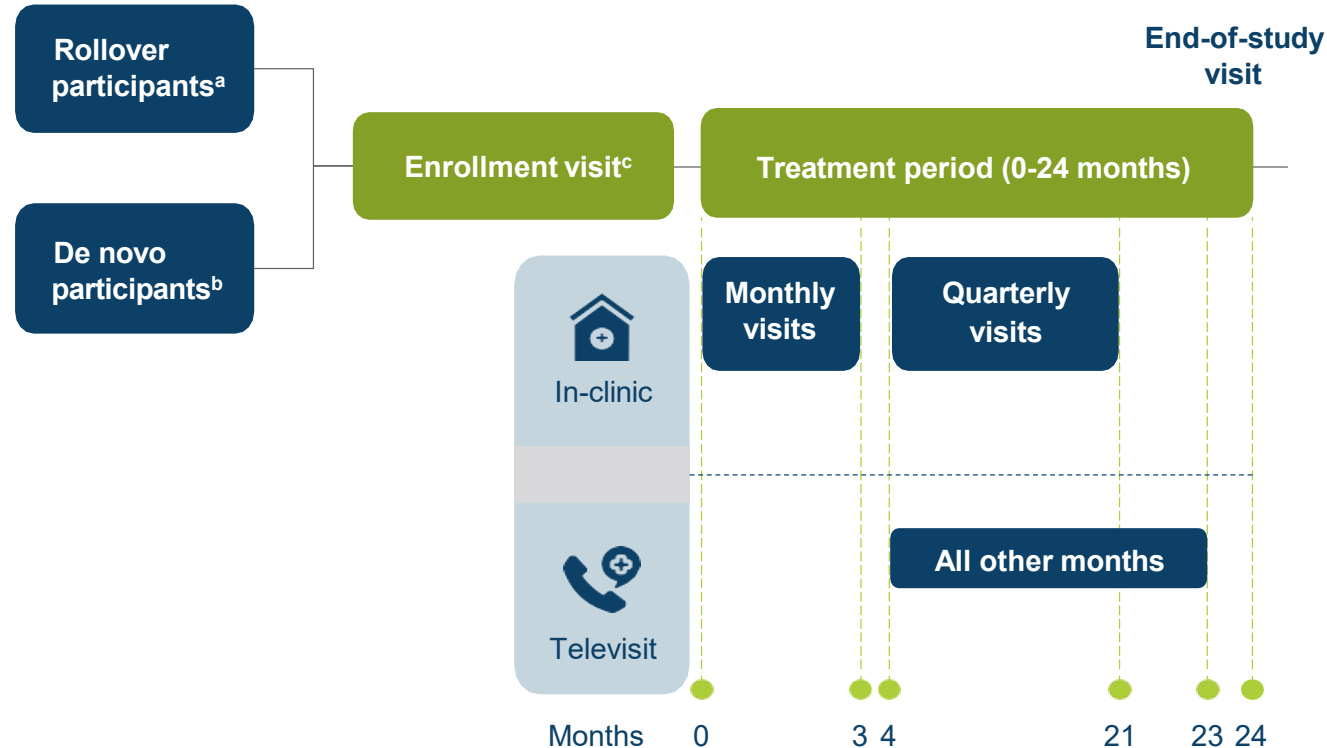 Rollover
participantsᵃ
De novo
participantsᵇ
Enrollment visitᶜ
Treatment period (0-24 months)
End-of-study
visit
In-clinic
Monthly
visits
Quarterly
visits
Televisit
All other months
Months 0 3 4 21 23 24